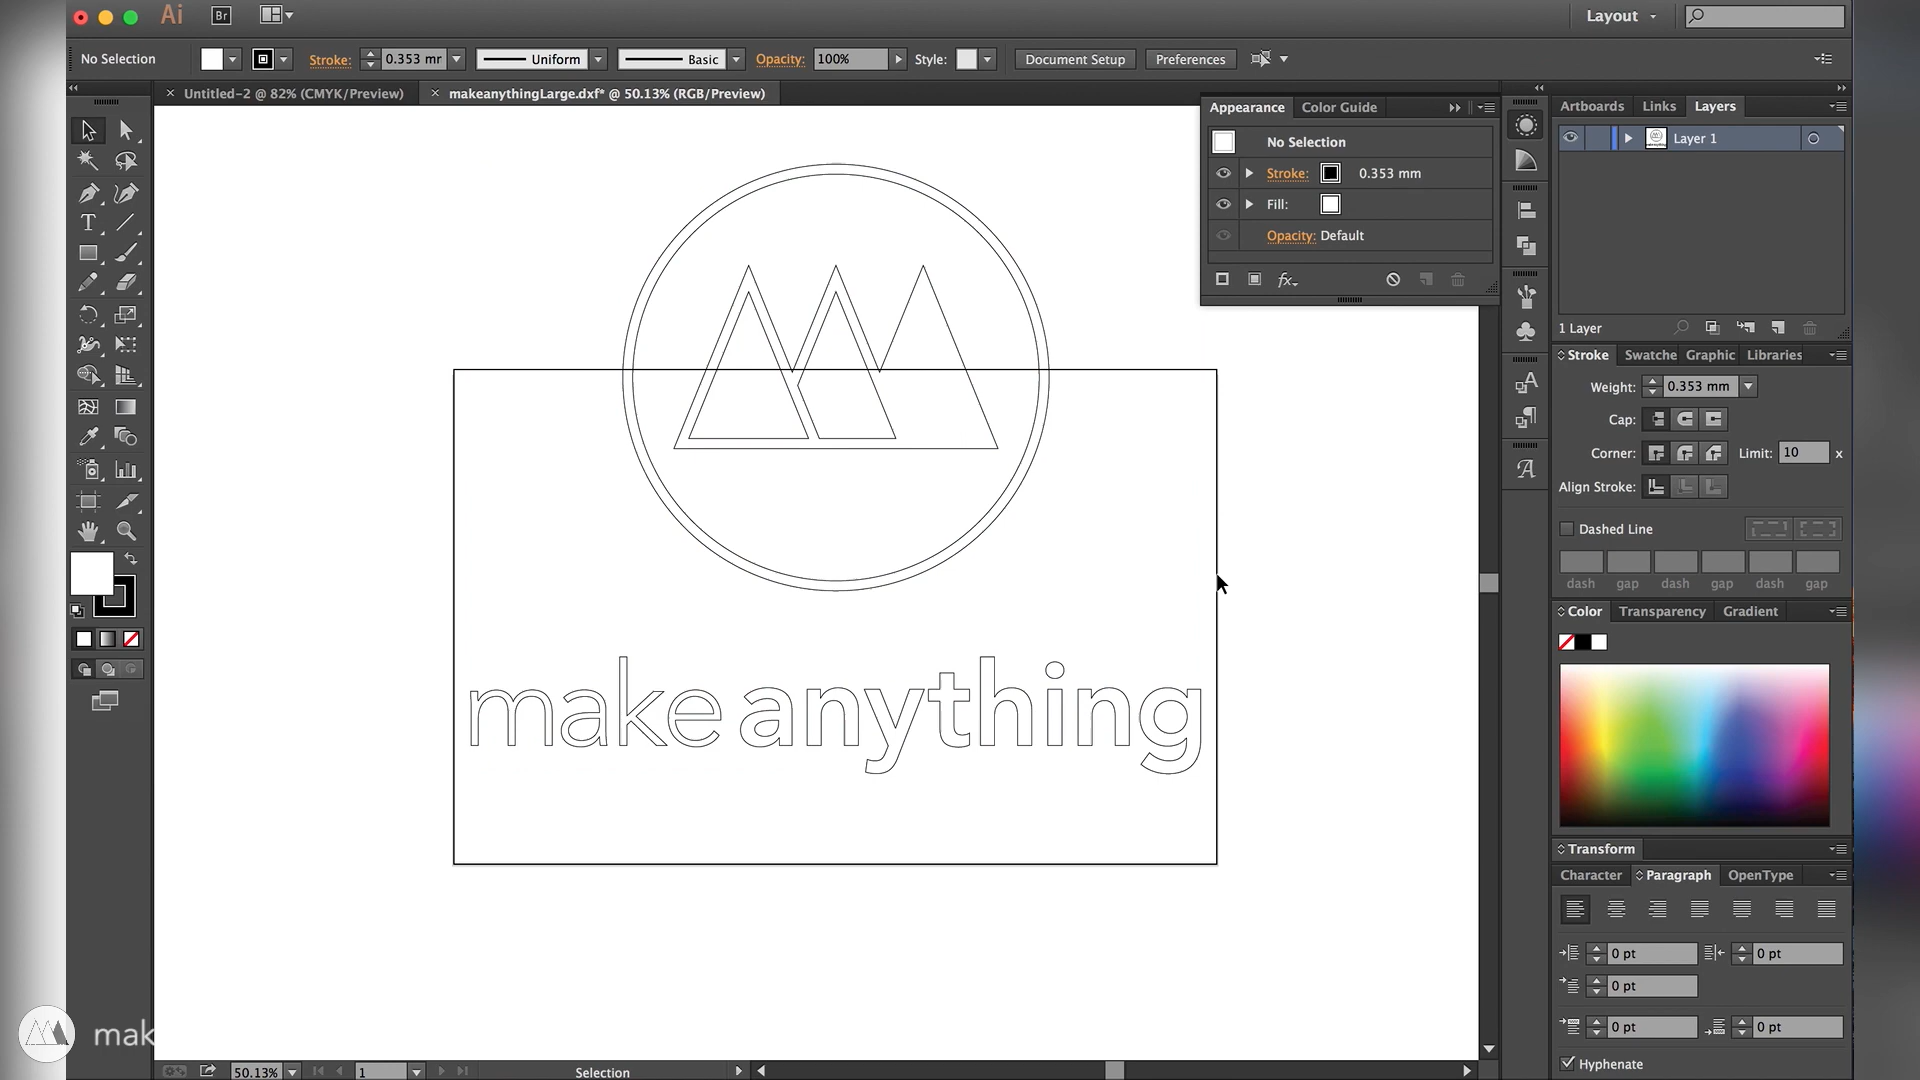 Ai
Br
Layout
No Selection
Stroke:
0.353 mr
Uniform
Basic
Opacity:
100%
Style:
Document Setup
Preferences
× Untitled-2 @ 82% (CMYK/Preview)
× makeanythingLarge.dxf* @ 50.13% (RGB/Preview)
Appearance
Color Guide
No Selection
Stroke:
0.353 mm
Fill:
Opacity: Default
fx
Artboards
Links
Layers
Layer 1
1 Layer
Stroke
Swatche
Graphic
Libraries
Weight:
0.353 mm
Cap:
Corner:
Limit:
10
x
Align Stroke:
Dashed Line
dash
gap
dash
gap
dash
gap
Color
Transparency
Gradient
Transform
Character
Paragraph
OpenType
0 pt
0 pt
0 pt
0 pt
0 pt
Hyphenate
make anything
mak
50.13%
1
Selection